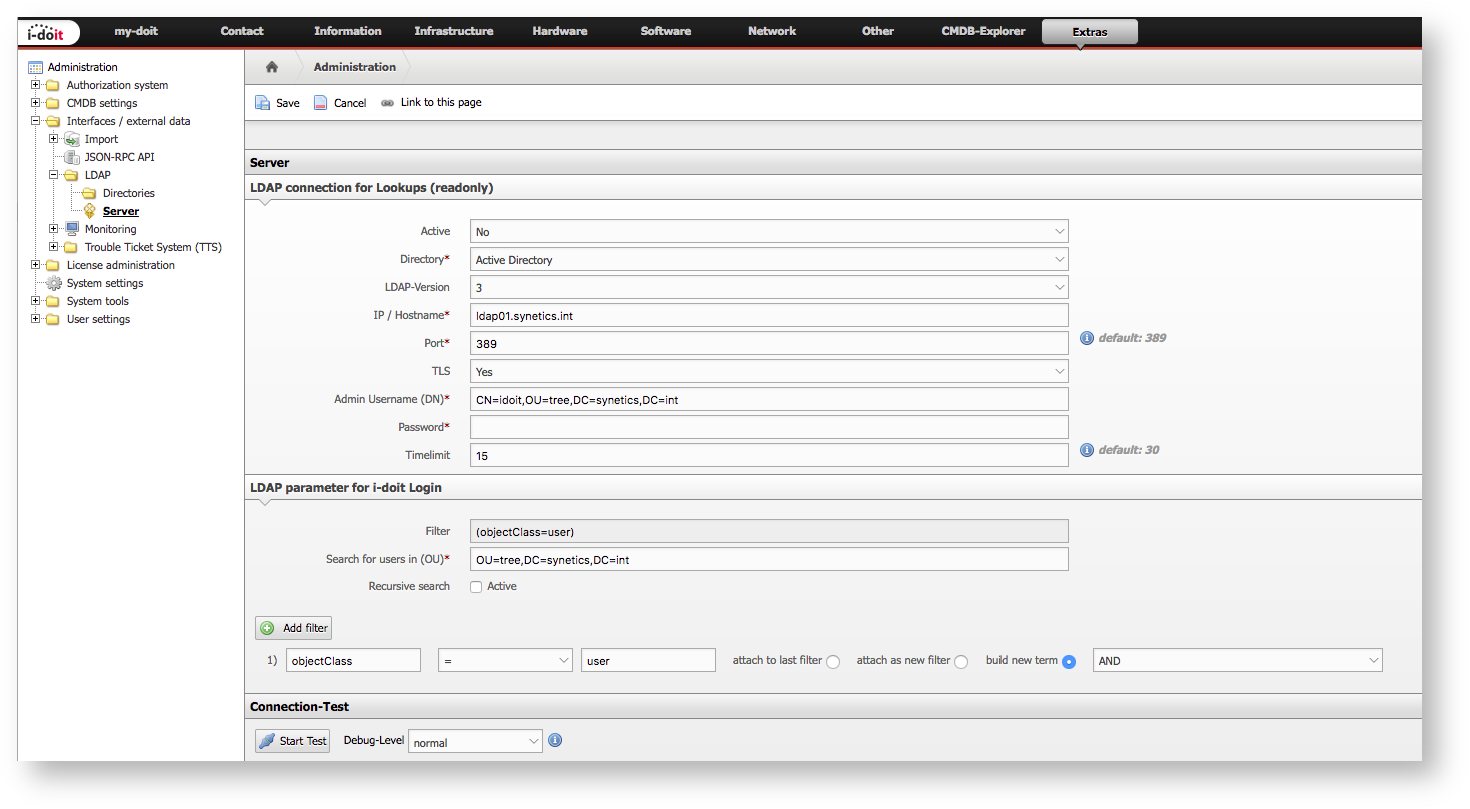 i-doit my-doit Contact Information Infrastructure Hardware Software Network Other CMDB-Explorer Extras
Administration
Authorization system
CMDB settings
Interfaces / external data
Import
JSON-RPC API
LDAP
Directories
Server
Monitoring
Trouble Ticket System (TTS)
License administration
System settings
System tools
User settings
Administration
Save Cancel Link to this page
Server
LDAP connection for Lookups (readonly)
Active No
Directory* Active Directory
LDAP-Version 3
IP / Hostname* ldap01.synetics.int
Port* 389 default: 389
TLS Yes
Admin Username (DN)* CN=idoit,OU=tree,DC=synetics,DC=int
Password*
Timelimit 15 default: 30
LDAP parameter for i-doit Login
Filter (objectClass=user)
Search for users in (OU)* OU=tree,DC=synetics,DC=int
Recursive search Active
Add filter
1) objectClass = user attach to last filter attach as new filter build new term AND
Connection-Test
Start Test Debug-Level normal